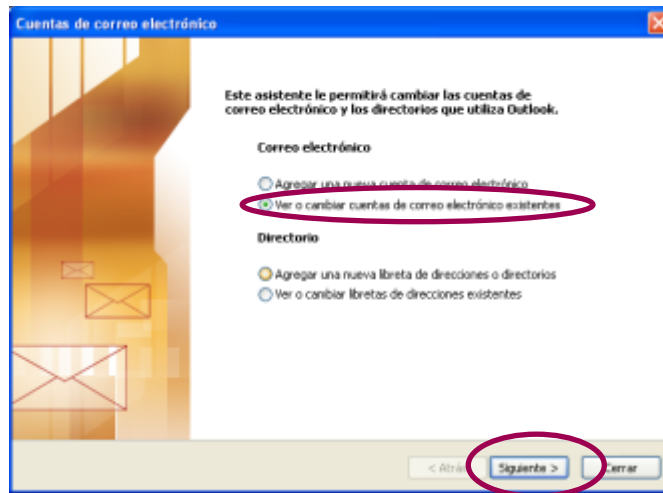 Cuentas de correo electrónico
Este asistente le permitirá cambiar las cuentas de
correo electrónico y los directorios que utiliza Outlook.
Correo electrónico
Agregar una nueva cuenta de correo electrónico
Ver o cambiar cuentas de correo electrónico existentes
Directorio
Agregar una nueva libreta de direcciones o directorios
Ver o cambiar libretas de direcciones existentes
< Atrás Siguiente > Cerrar